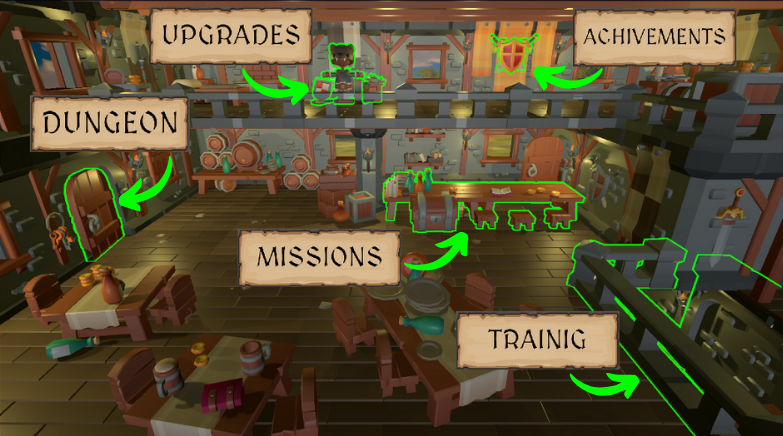 UPGRADES
ACHIVEMENTS
DUNGEON
MISSIONS
TRAINIG